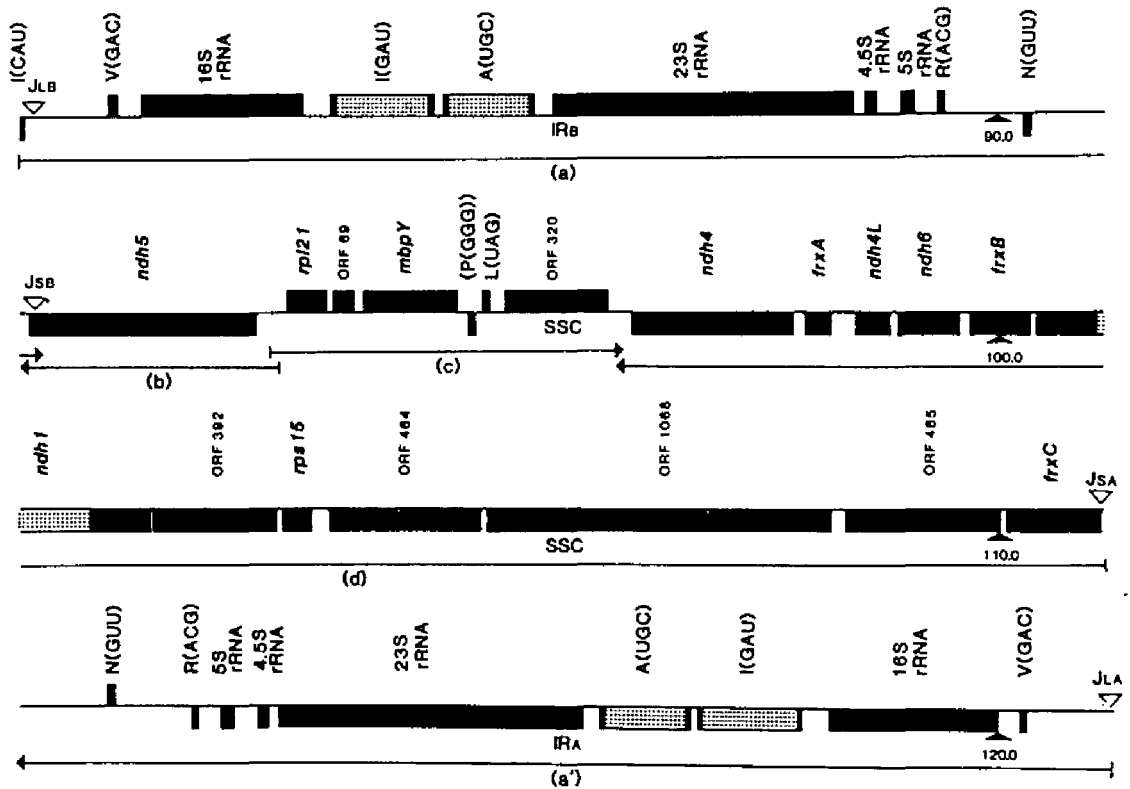 I(CAU)
JLB
V(GAC)
16S
rRNA
I(GAU)
A(UGC)
23S
rRNA
4.5S
rRNA
5S
rRNA
R(ACG)
N(GUU)
IRB
90.0
(a)
JSB
ndh5
rpl21
ORF 69
mbpY
(P(GGG))
L(UAG)
ORF 320
ndh4
frxA
ndh4L
ndh6
frxB
SSC
100.0
(b)
(c)
ndh1
ORF 392
rps15
ORF 464
ORF 1068
ORF 465
frxC
JSA
SSC
110.0
(d)
N(GUU)
R(ACG)
5S
rRNA
4.5S
rRNA
23S
rRNA
A(UGC)
I(GAU)
16S
rRNA
V(GAC)
JLA
IRA
120.0
(a')